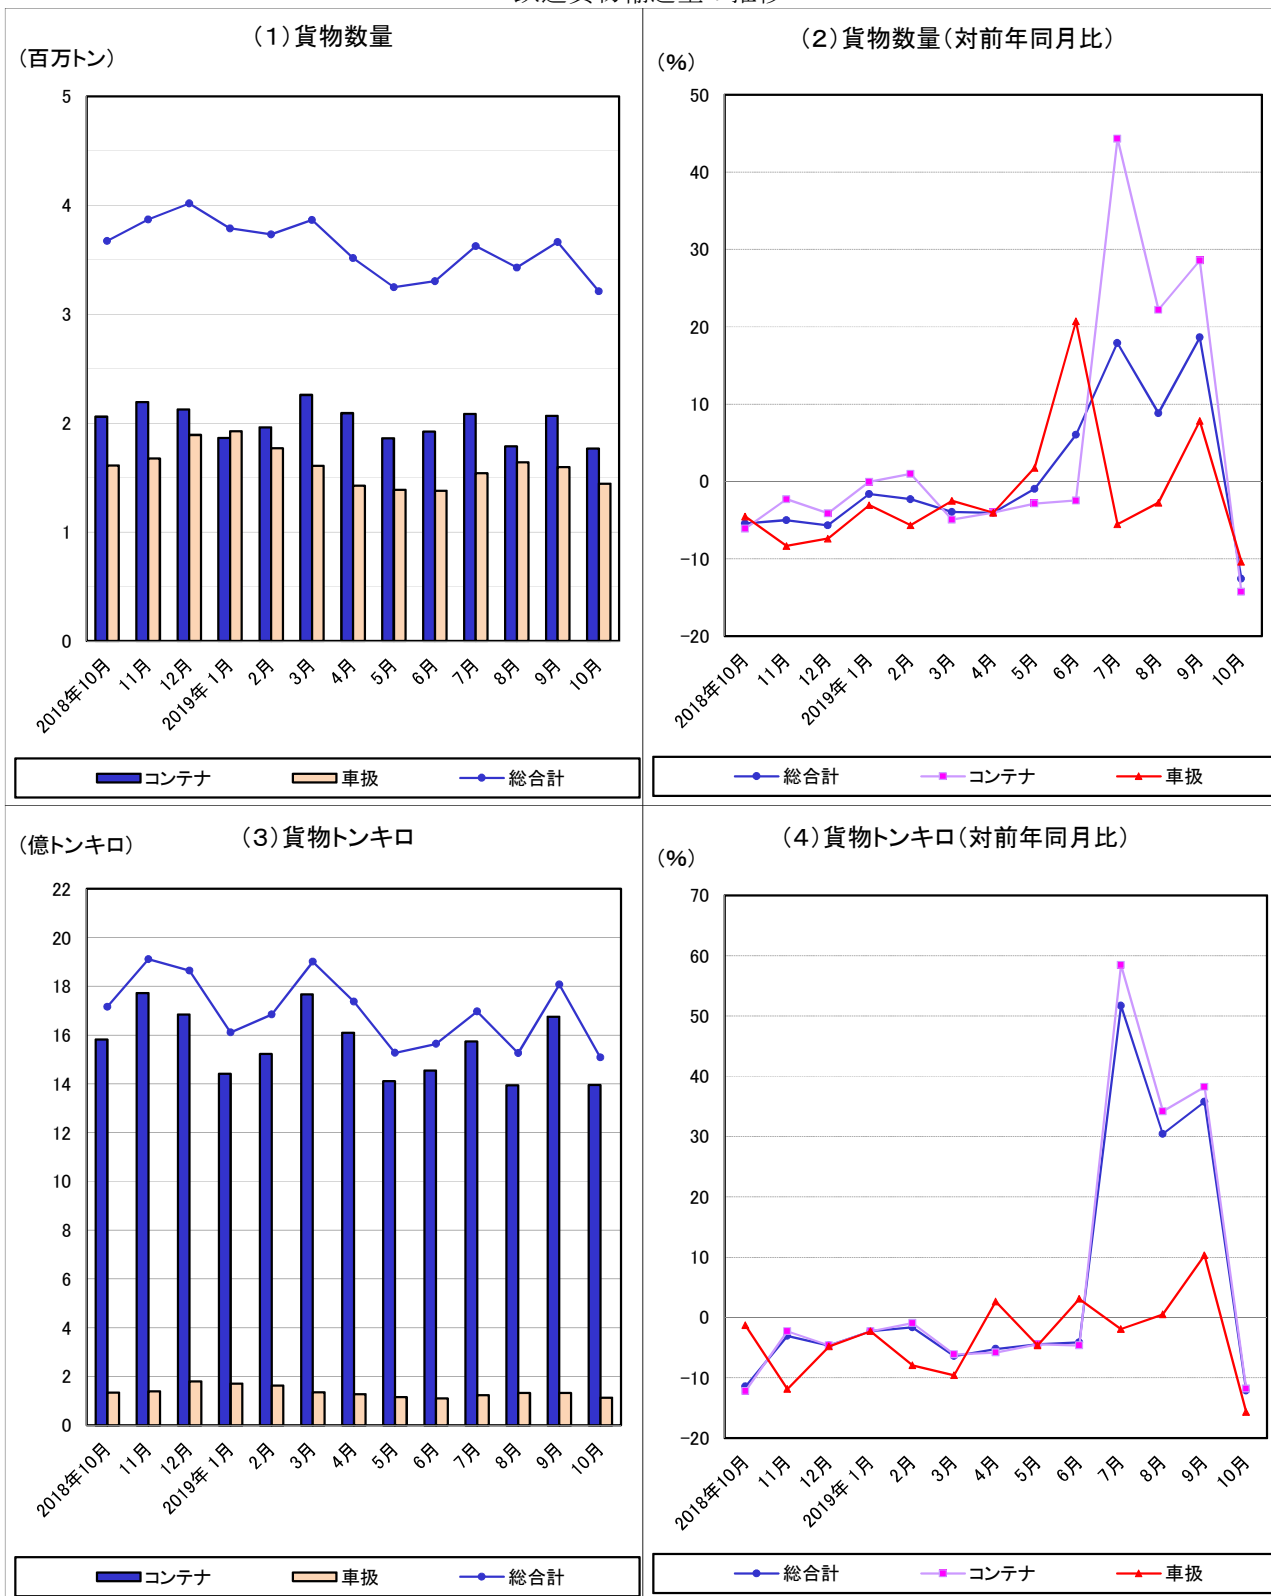 (1)貨物数量
(百万トン)
5
4
3
2
1
0
2018年10月
11月
12月
2019年 1月
2月
3月
4月
5月
6月
7月
8月
9月
10月
コンテナ 車扱 総合計
(2)貨物数量(対前年同月比)
(%)
50
40
30
20
10
0
-10
-20
2018年10月
11月
12月
2019年 1月
2月
3月
4月
5月
6月
7月
8月
9月
10月
総合計 コンテナ 車扱
(3)貨物トンキロ
(億トンキロ)
22
20
18
16
14
12
10
8
6
4
2
0
2018年10月
11月
12月
2019年 1月
2月
3月
4月
5月
6月
7月
8月
9月
10月
コンテナ 車扱 総合計
(4)貨物トンキロ(対前年同月比)
(%)
70
60
50
40
30
20
10
0
-10
-20
2018年10月
11月
12月
2019年 1月
2月
3月
4月
5月
6月
7月
8月
9月
10月
総合計 コンテナ 車扱